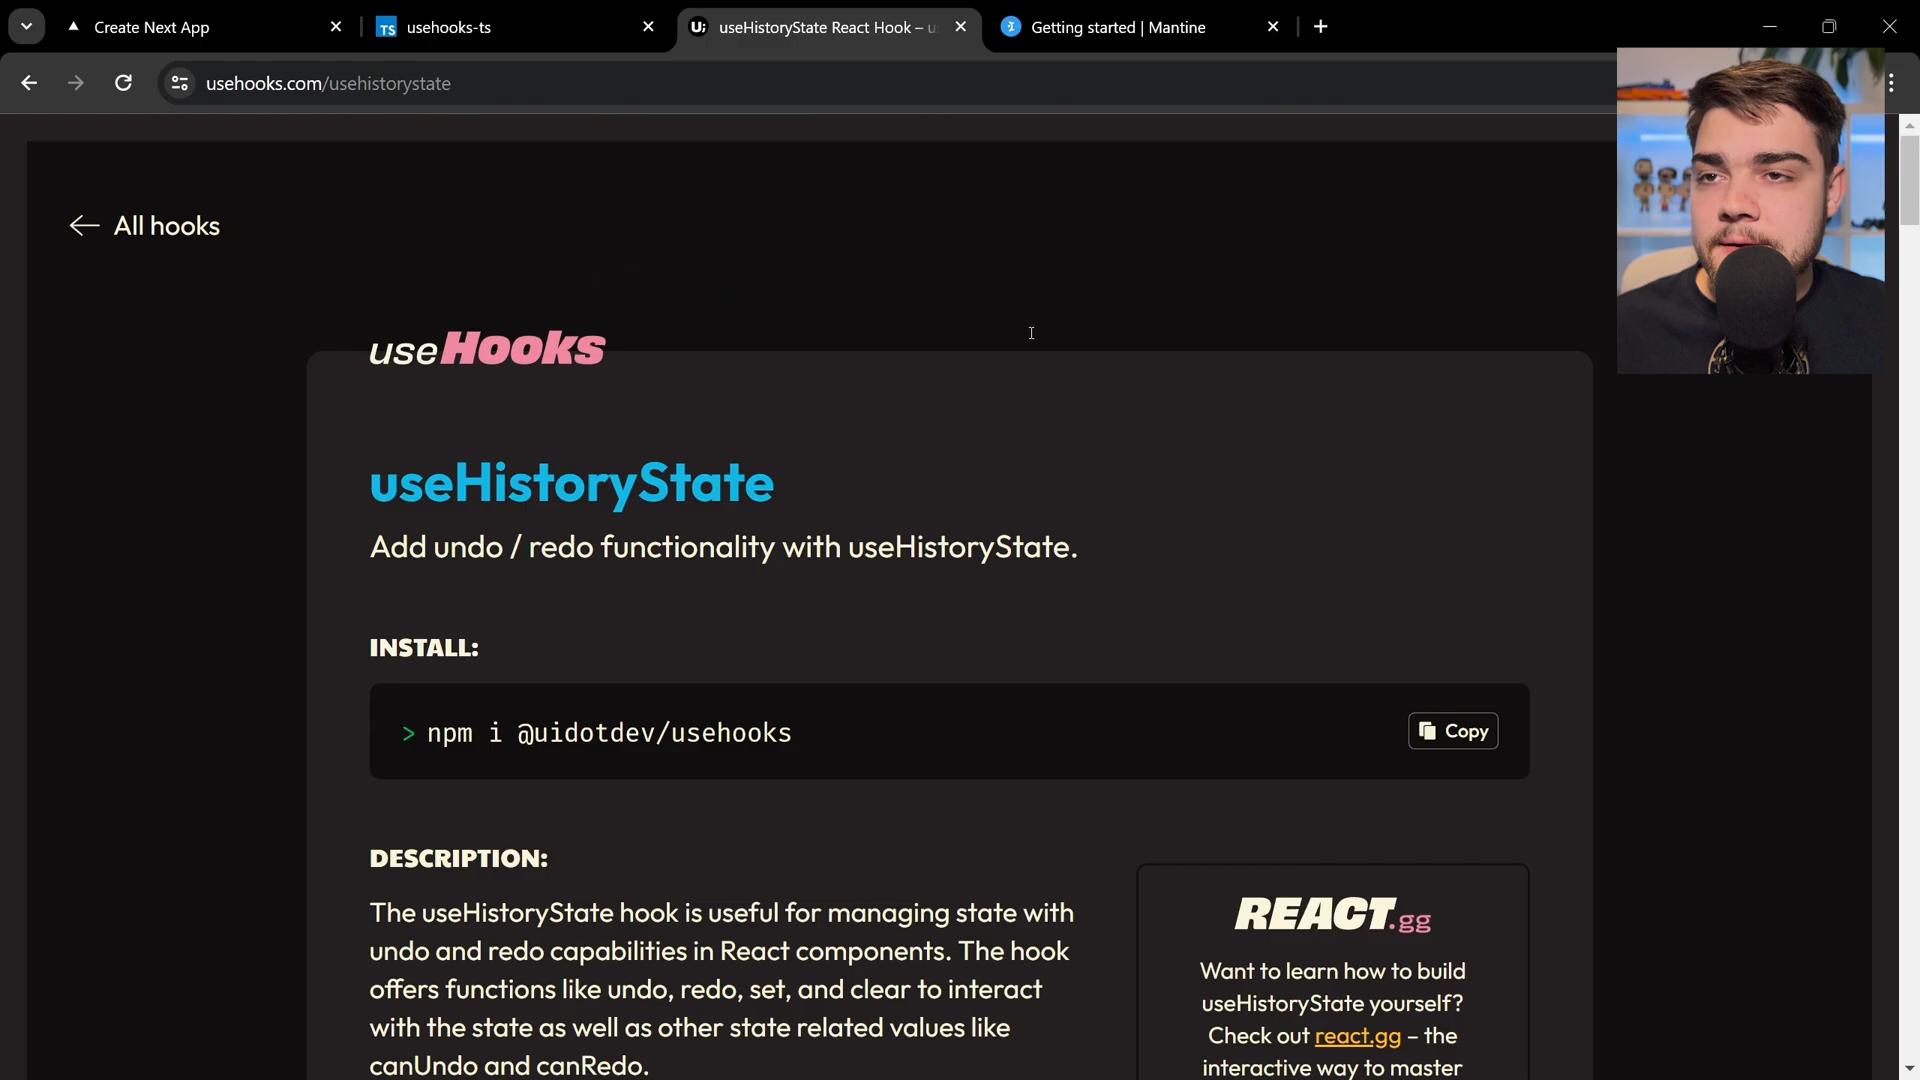 Create Next App
usehooks-ts
useHistoryState React Hook – u
Getting started | Mantine
usehooks.com/usehistorystate
All hooks
useHooks
useHistoryState
Add undo / redo functionality with useHistoryState.
INSTALL:
> npm i @uidotdev/usehooks
Copy
DESCRIPTION:
The useHistoryState hook is useful for managing state with
undo and redo capabilities in React components. The hook
offers functions like undo, redo, set, and clear to interact
with the state as well as other state related values like
canUndo and canRedo.
REACT.gg
Want to learn how to build
useHistoryState yourself?
Check out react.gg – the
interactive way to master